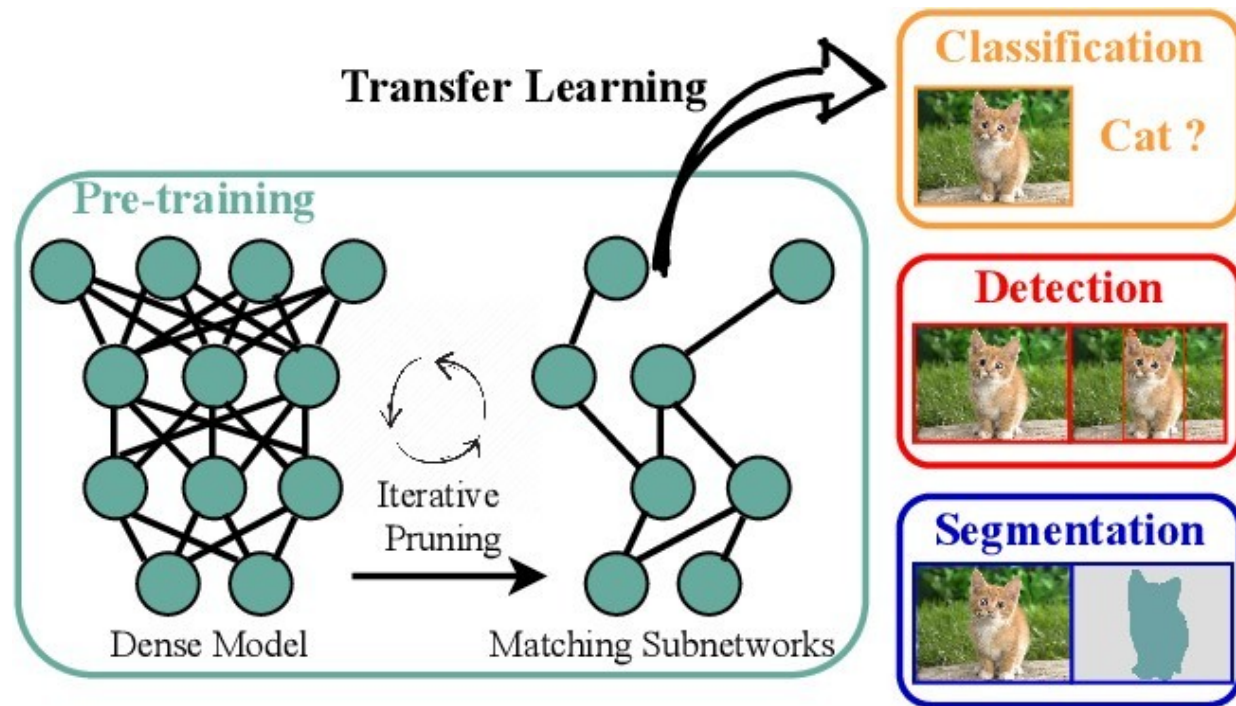 Transfer Learning
Pre-training
Iterative
Pruning
Dense Model
Matching Subnetworks
Classification
Cat ?
Detection
Segmentation